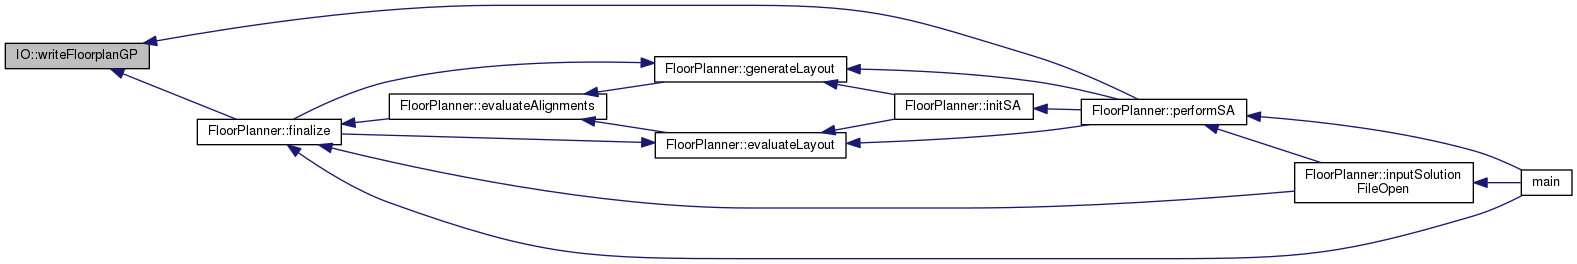 IO::writeFloorplanGP
FloorPlanner::finalize
FloorPlanner::evaluateAlignments
FloorPlanner::generateLayout
FloorPlanner::evaluateLayout
FloorPlanner::initSA
FloorPlanner::performSA
FloorPlanner::inputSolution
FileOpen
main